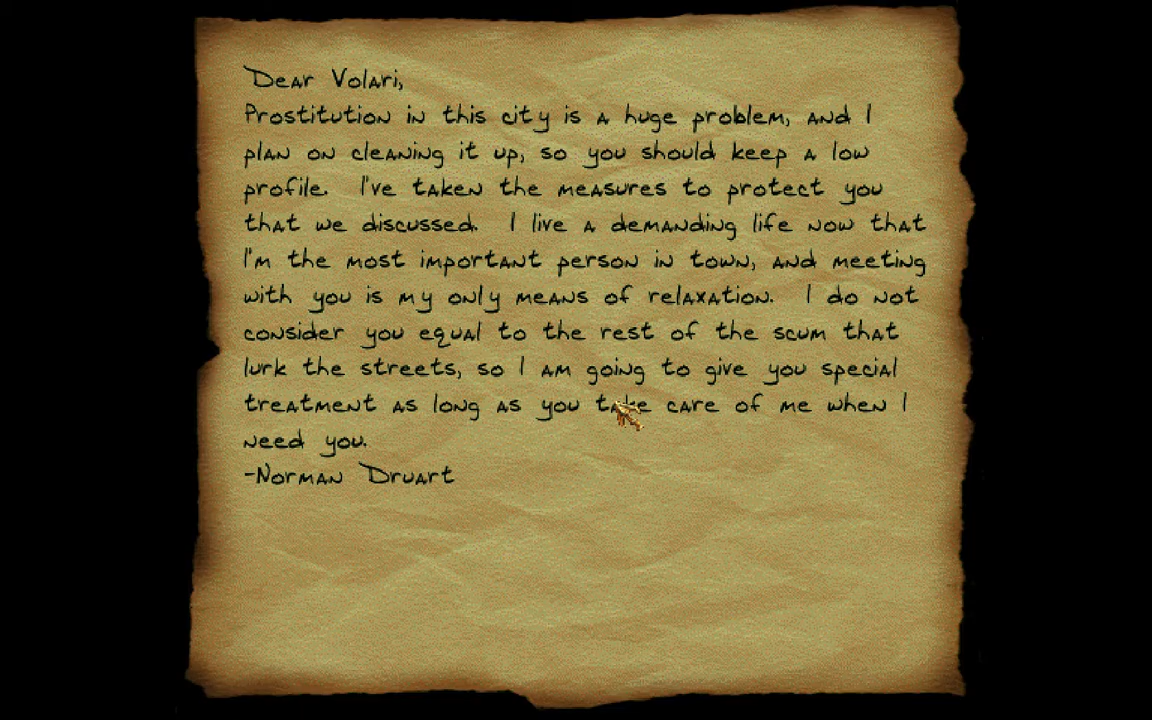 Dear Volari,
Prostitution in this city is a huge problem, and I
plan on cleaning it up, so you should keep a low
profile. I've taken the measures to protect you
that we discussed. I live a demanding life now that
I'm the most important person in town, and meeting
with you is my only means of relaxation. I do not
consider you equal to the rest of the scum that
lurk the streets, so I am going to give you special
treatment as long as you take care of me when I
need you.
-Norman Druart